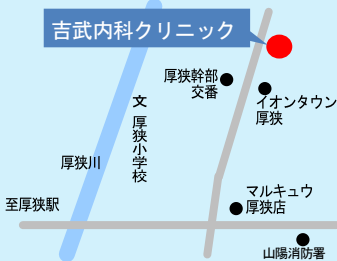 吉武内科クリニック
厚狭幹部
交番
イオンタウン
厚狭
文 厚狭小学校
厚狭川
至厚狭駅
マルキュウ
厚狭店
山陽消防署